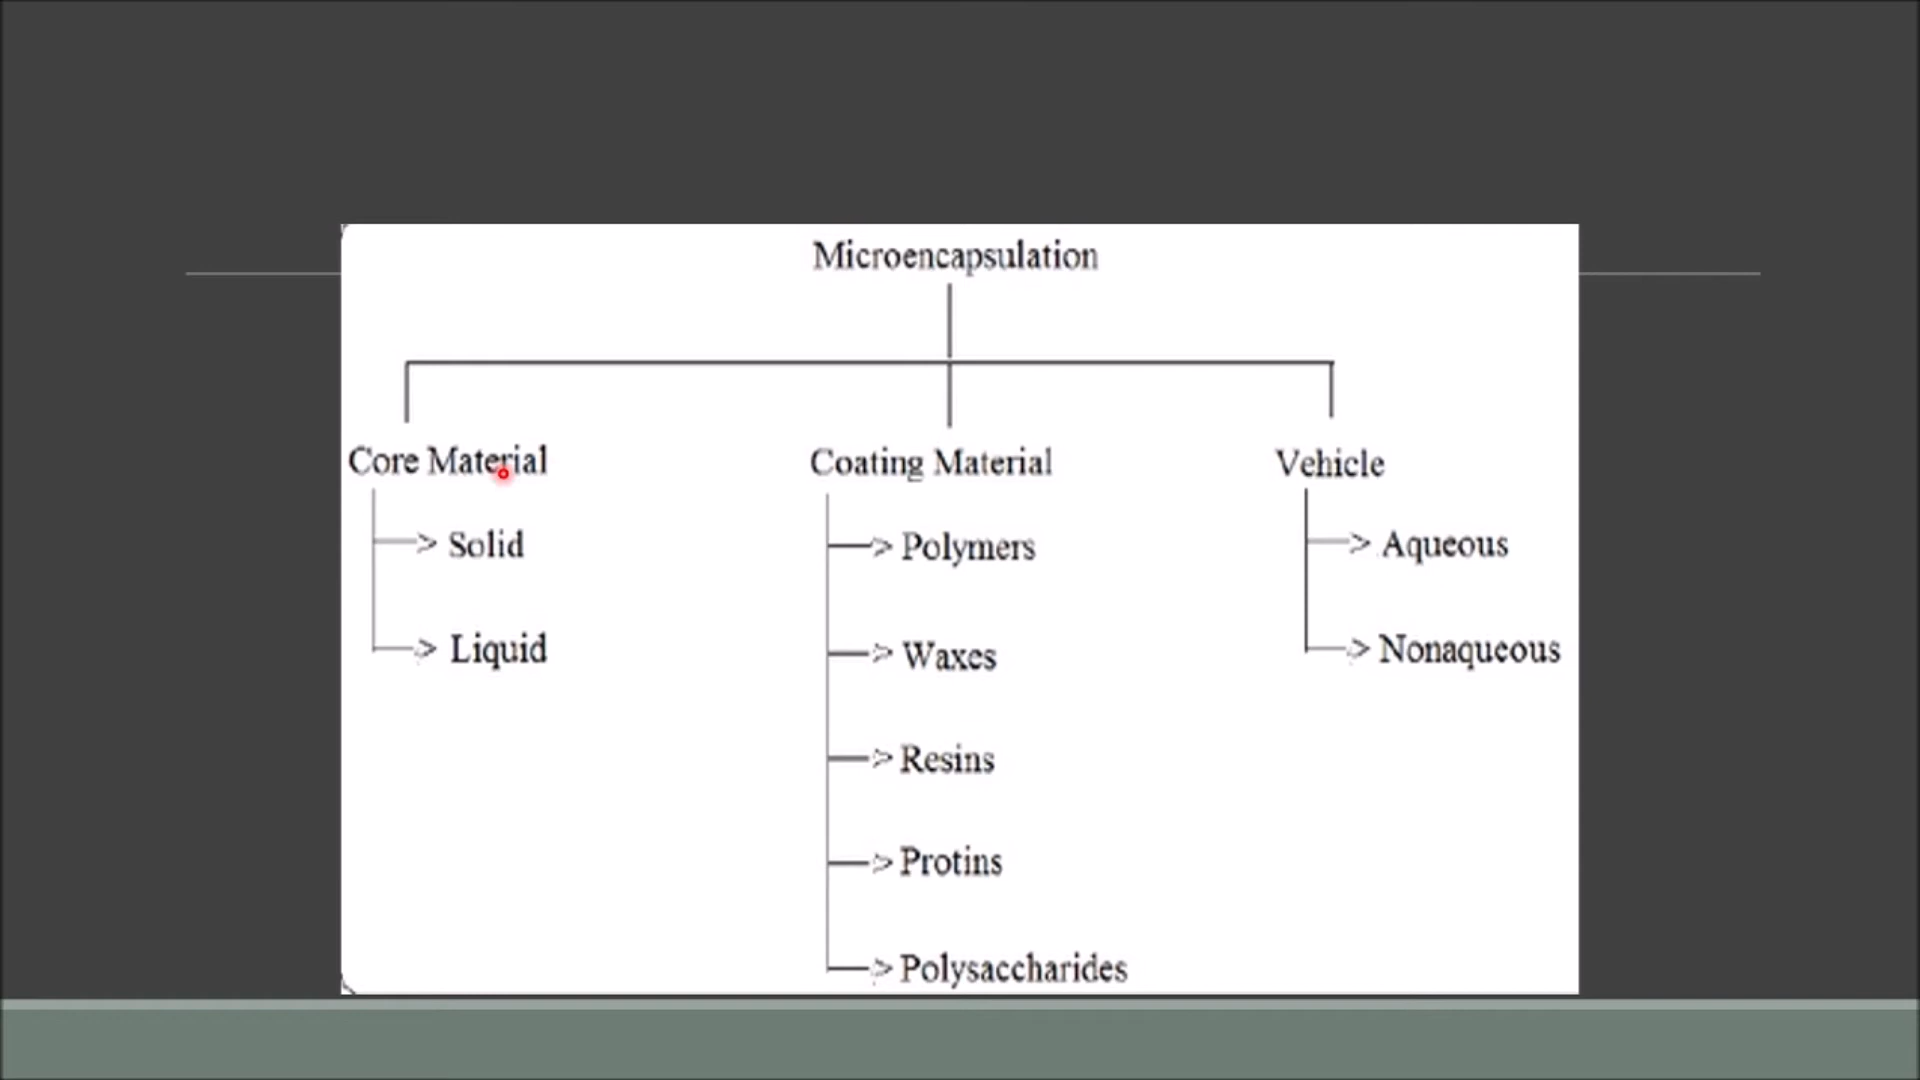 Microencapsulation
Core Material
Solid
Liquid
Coating Material
Polymers
Waxes
Resins
Protins
Polysaccharides
Vehicle
Aqueous
Nonaqueous